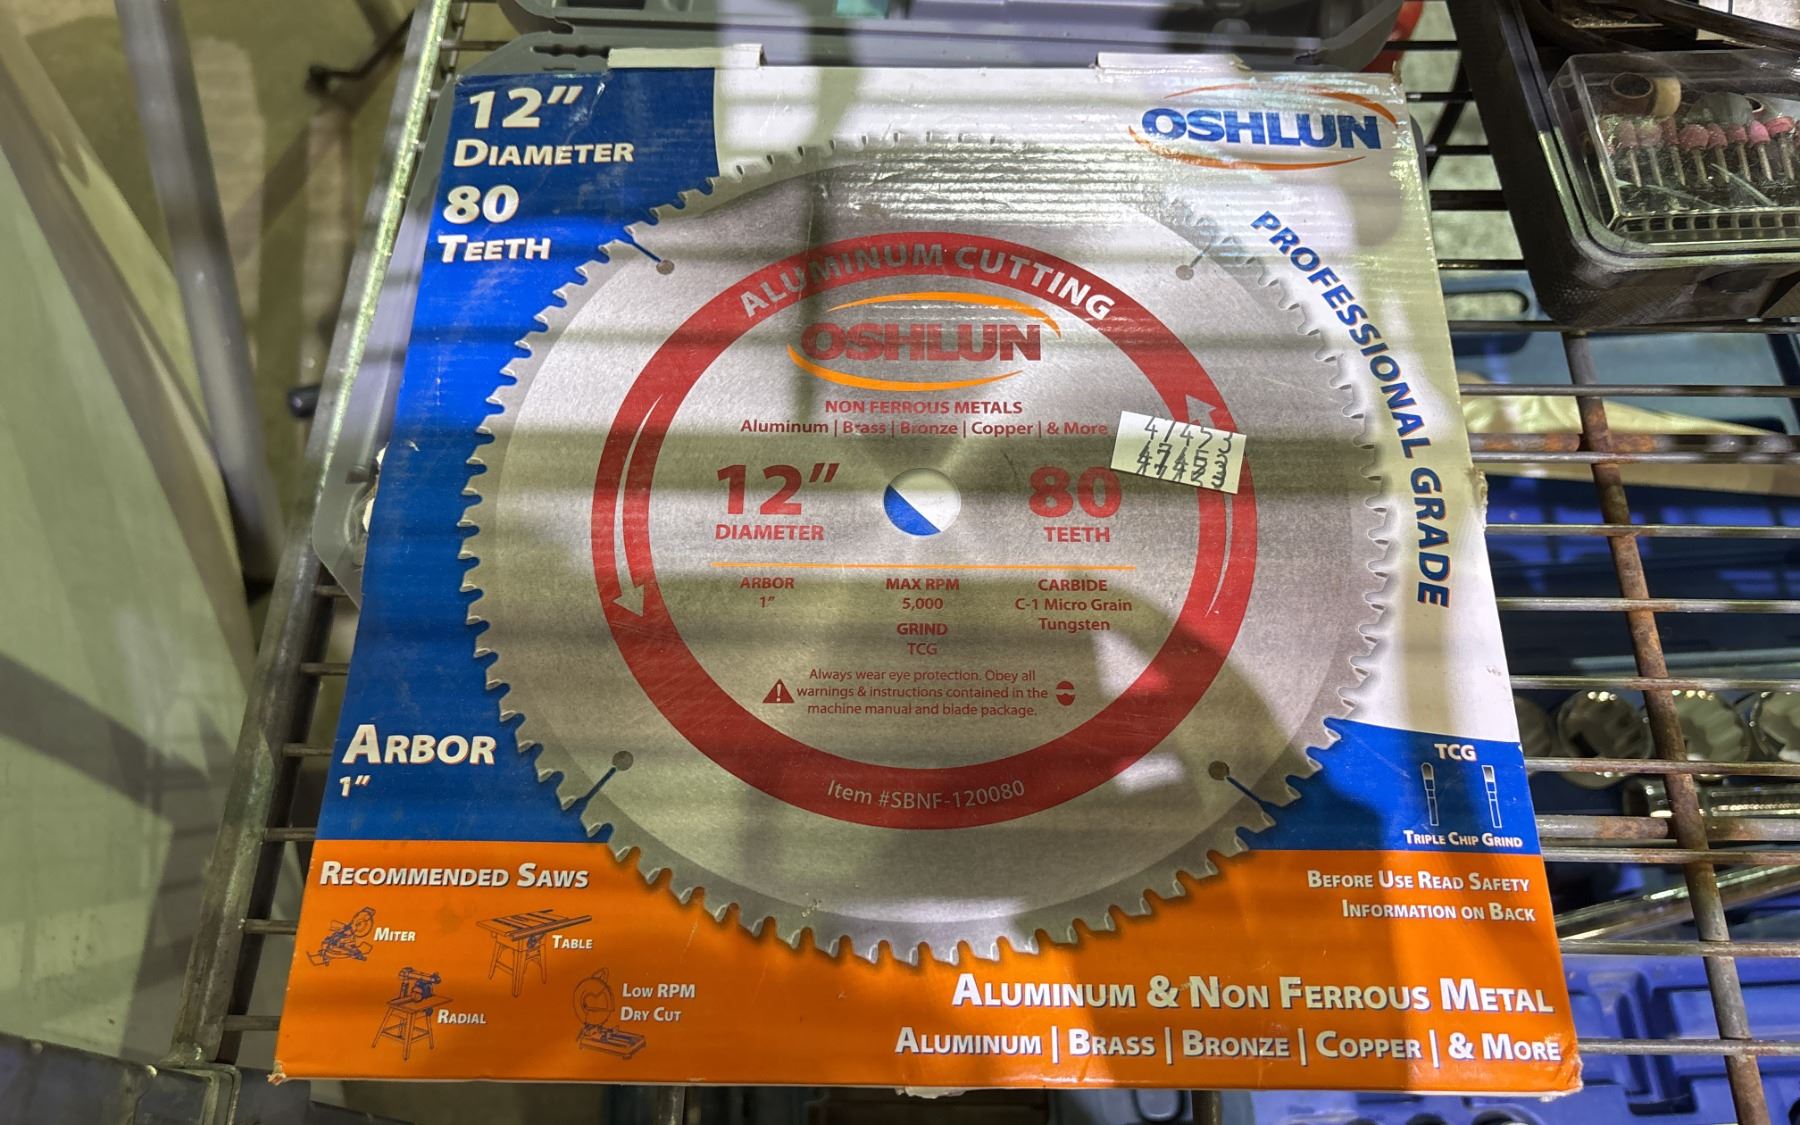 12"
DIAMETER
80
TEETH
OSHLUN
PROFESSIONAL GRADE
ALUMINUM CUTTING
OSHLUN
NON FERROUS METALS
Aluminum | Brass | Bronze | Copper | & More
47453
12"
DIAMETER
80
TEETH
ARBOR
1"
MAX RPM
5,000
GRIND
TCG
CARBIDE
C-1 Micro Grain
Tungsten
Always wear eye protection. Obey all
warnings & instructions contained in the
machine manual and blade package.
Item #SBNF-120080
ARBOR
1"
TCG
TRIPLE CHIP GRIND
RECOMMENDED SAWS
MITER
TABLE
RADIAL
LOW RPM
DRY CUT
BEFORE USE READ SAFETY
INFORMATION ON BACK
ALUMINUM & NON FERROUS METAL
ALUMINUM | BRASS | BRONZE | COPPER | & MORE